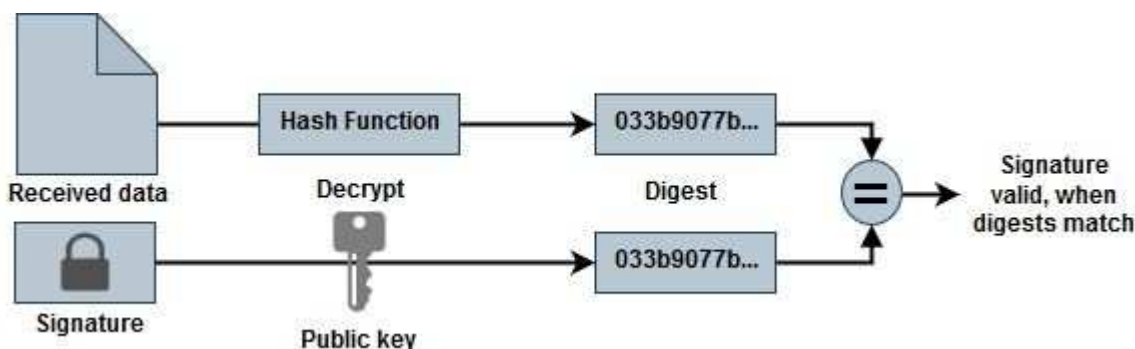 Received data
Hash Function
033b9077b...
Digest
Signature
valid, when
digests match
=
Decrypt
Signature
Public key
033b9077b...